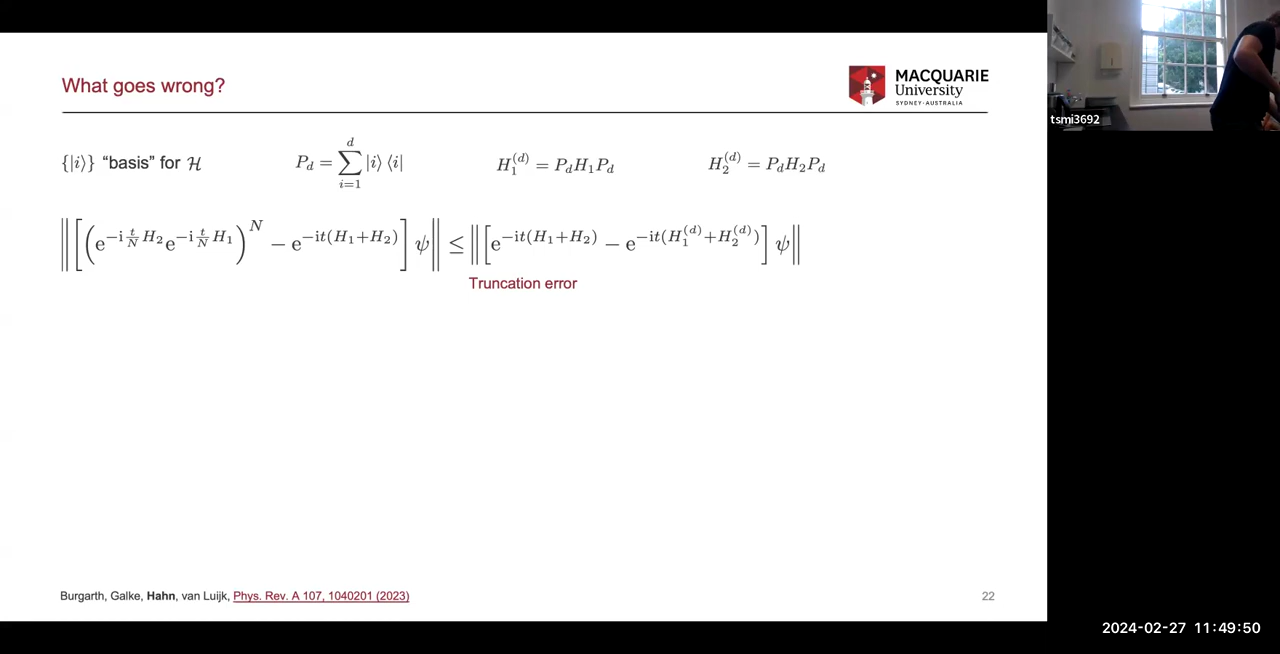 What goes wrong?
MACQUARIE
University
SYDNEY·AUSTRALIA
tsmi3692
{|i⟩} “basis” for ℋ
P_d = ∑_{i=1}^{d} |i⟩ ⟨i|
H_1^{(d)} = P_d H_1 P_d
H_2^{(d)} = P_d H_2 P_d
‖[(e^{-i t/N H_2} e^{-i t/N H_1})^N − e^{-it(H_1+H_2)}] ψ‖ ≤ ‖[e^{-it(H_1+H_2)} − e^{-it(H_1^{(d)}+H_2^{(d)})}] ψ‖
Truncation error
Burgarth, Galke, Hahn, van Luijk, Phys. Rev. A 107, 1040201 (2023)
22
2024-02-27 11:49:50